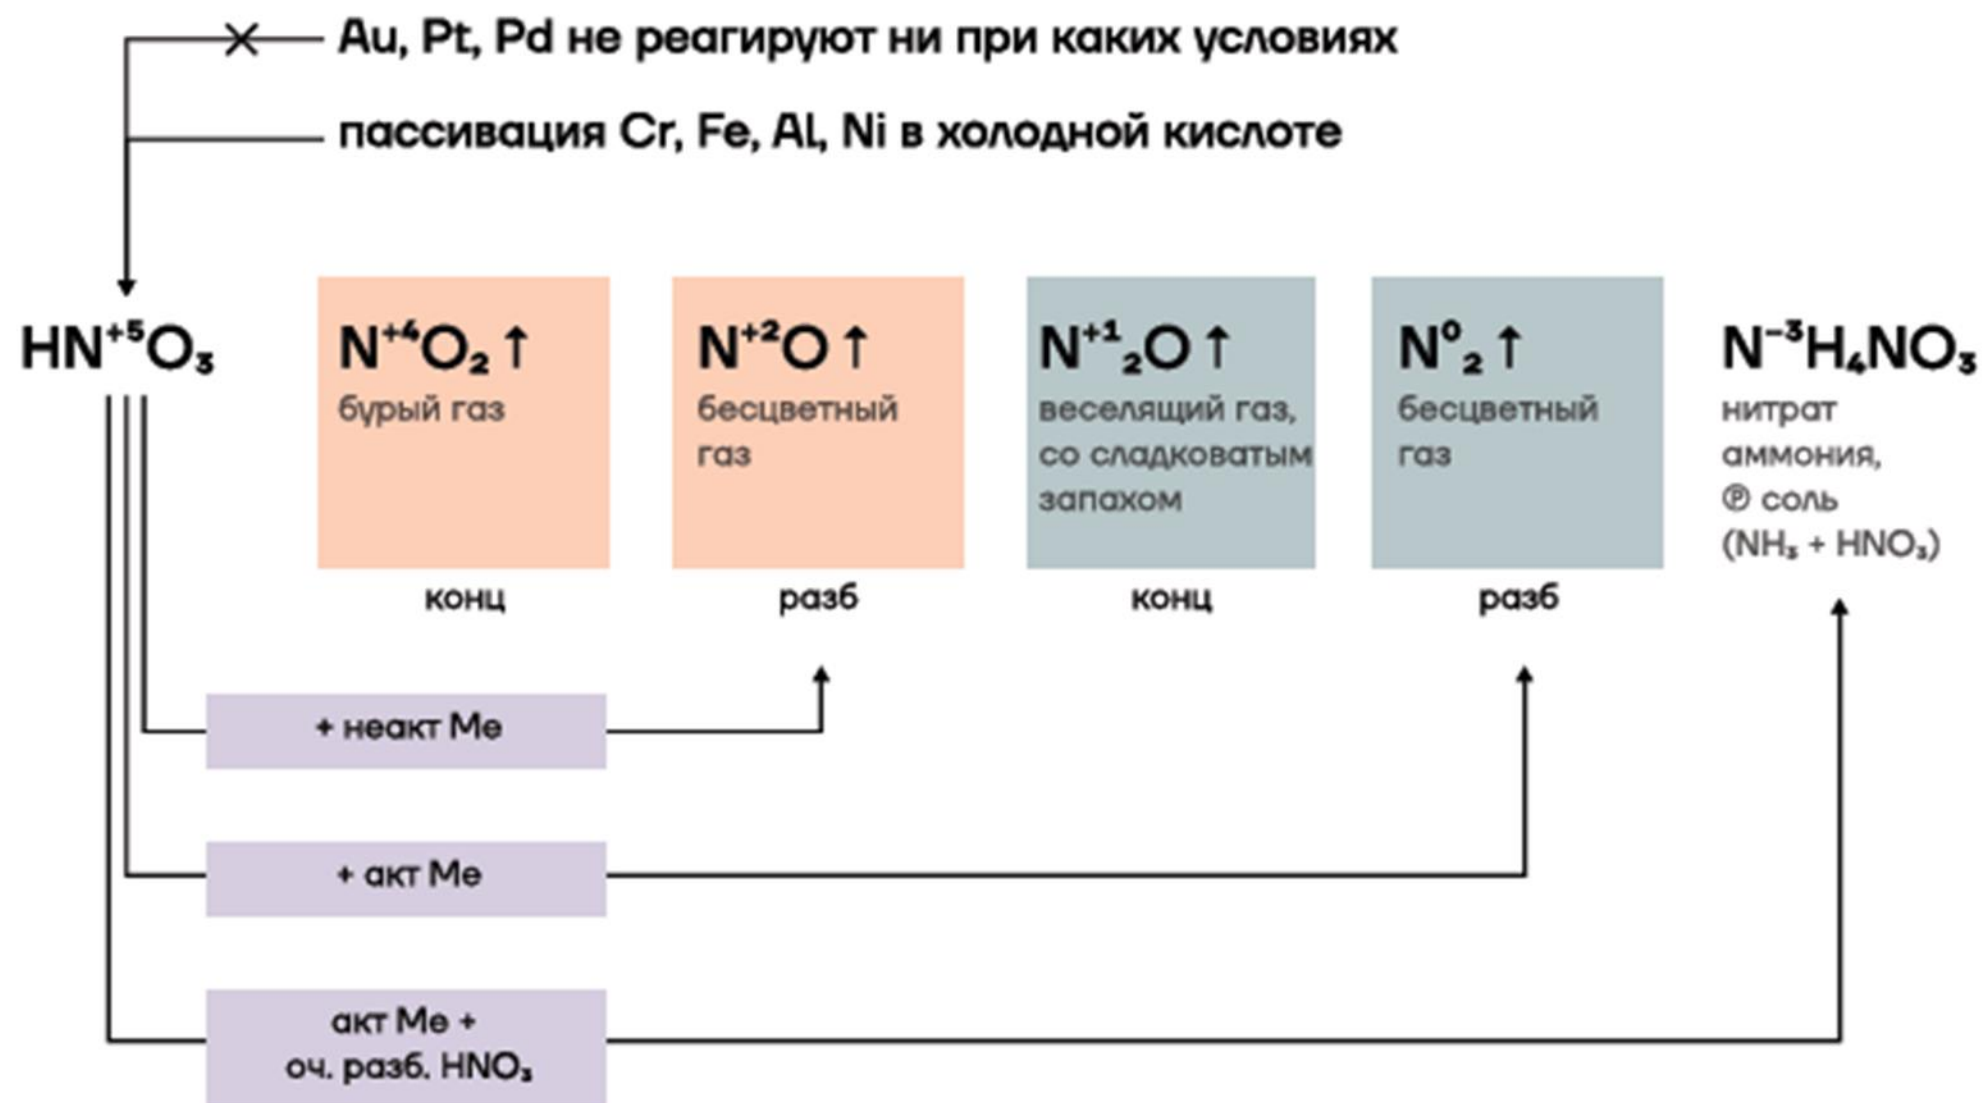 Au, Pt, Pd не реагируют ни при каких условиях
пассивация Cr, Fe, Al, Ni в холодной кислоте
HN⁺⁵O₃
N⁺⁴O₂ ↑
бурый газ
конц
N⁺²O ↑
бесцветный
газ
разб
N⁺¹₂O ↑
веселящий газ,
со сладковатым
запахом
конц
N⁰₂ ↑
бесцветный
газ
разб
N⁻³H₄NO₃
нитрат
аммония,
Ⓟ соль
(NH₃ + HNO₃)
+ неакт Me
+ акт Me
акт Me +
оч. разб. HNO₃